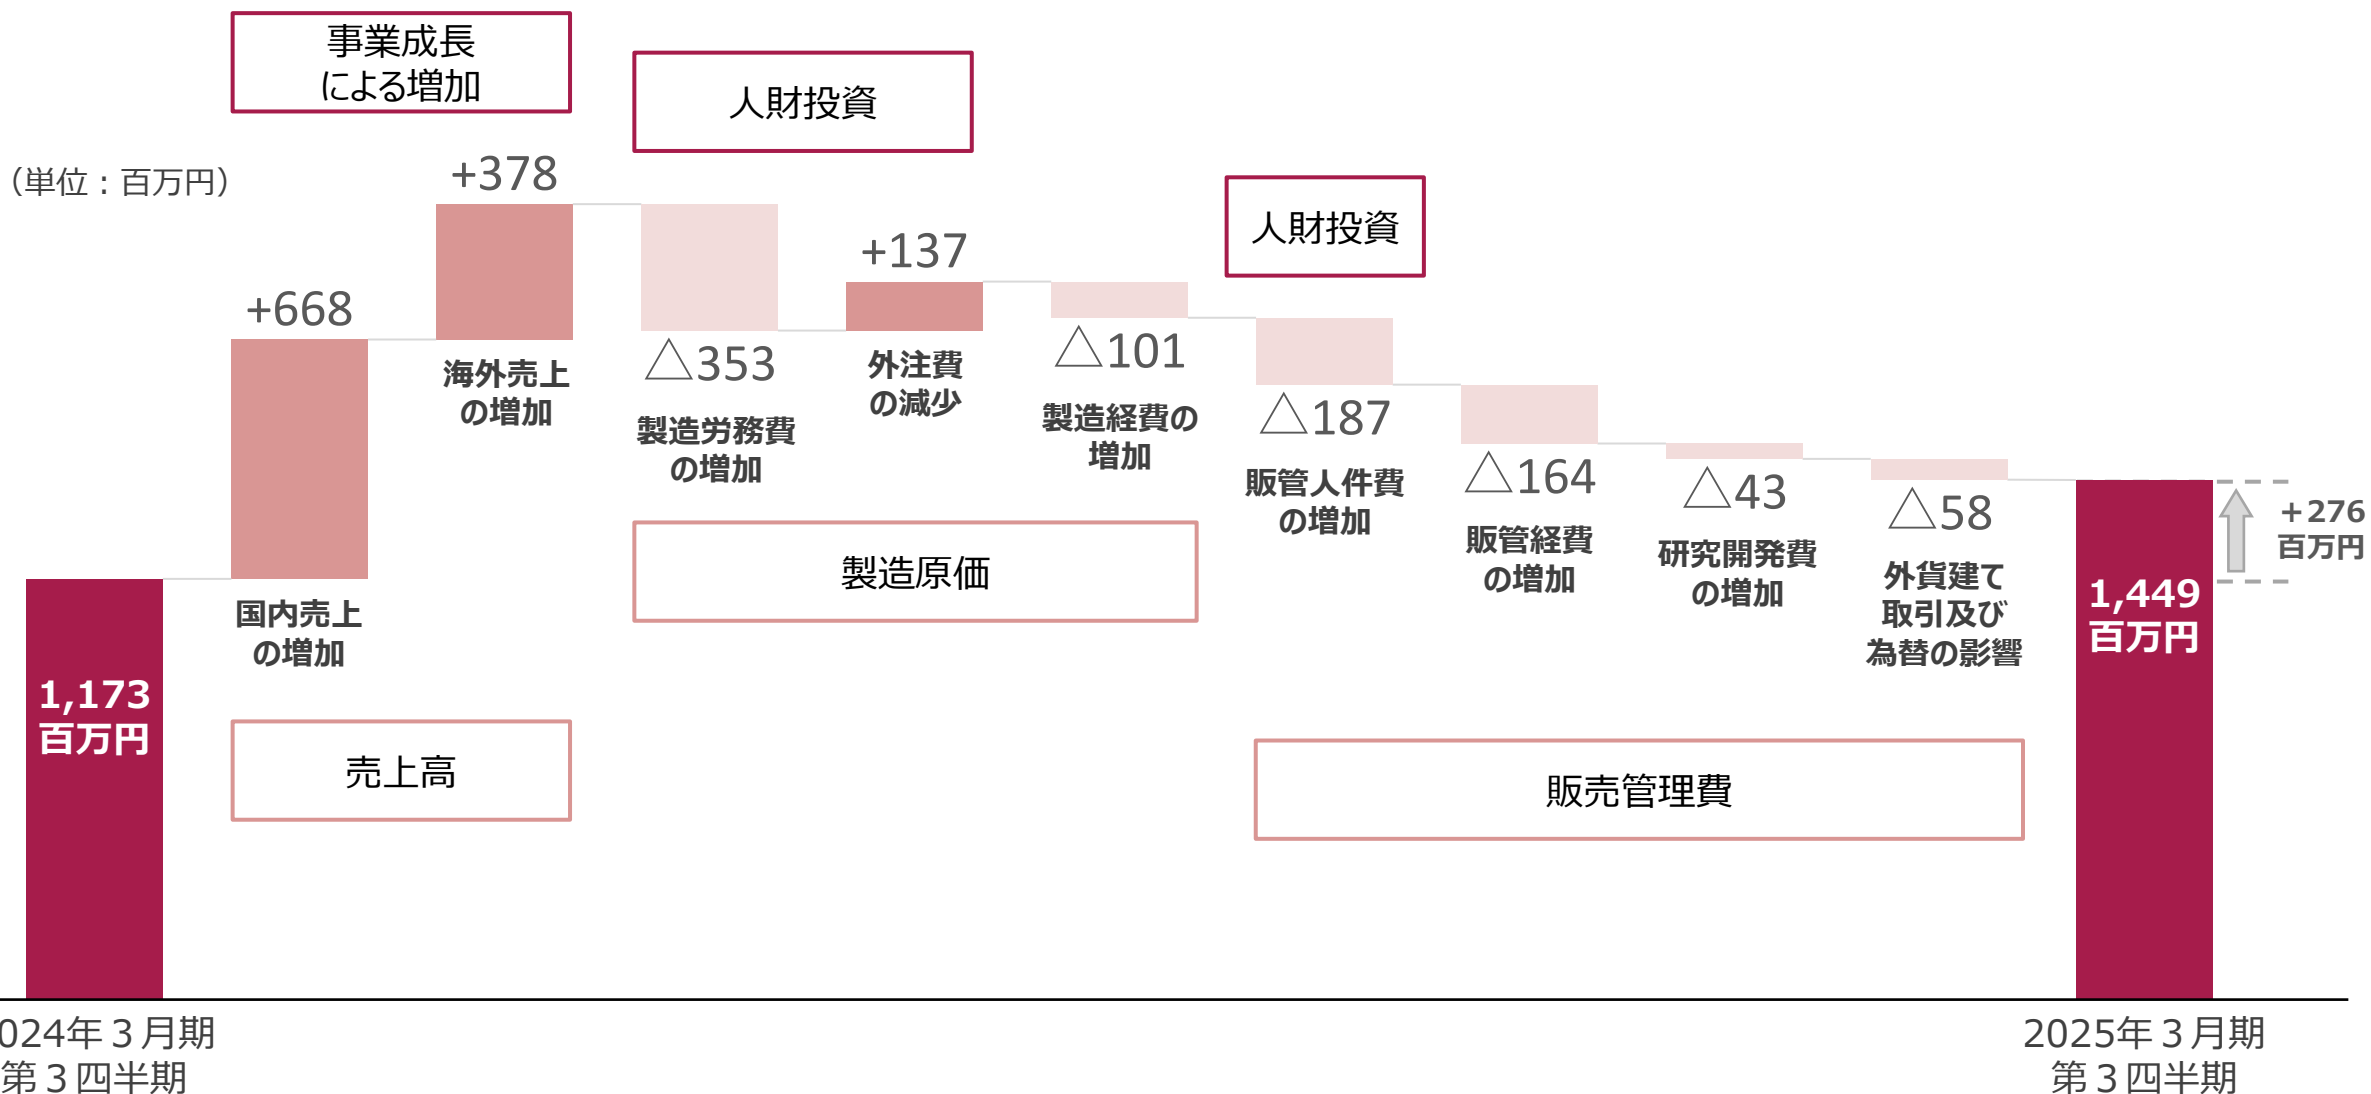 事業成長
による増加
人財投資
（単位：百万円）
+378
人財投資
+137
+668
△353
△101
海外売上
の増加
外注費
の減少
製造労務費
の増加
製造経費の
増加
△187
販管人件費
の増加
△164
販管経費
の増加
△43
研究開発費
の増加
△58
外貨建て
取引及び
為替の影響
＋276
百万円
1,449
百万円
製造原価
国内売上
の増加
1,173
百万円
売上高
販売管理費
024年３月期
第３四半期
2025年３月期
第３四半期